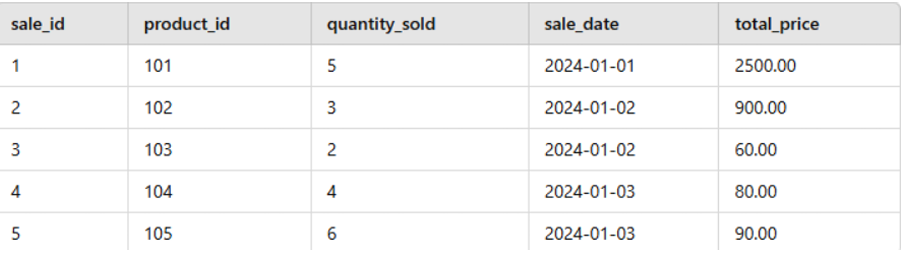 sale_id product_id quantity_sold sale_date total_price
1 101 5 2024-01-01 2500.00
2 102 3 2024-01-02 900.00
3 103 2 2024-01-02 60.00
4 104 4 2024-01-03 80.00
5 105 6 2024-01-03 90.00